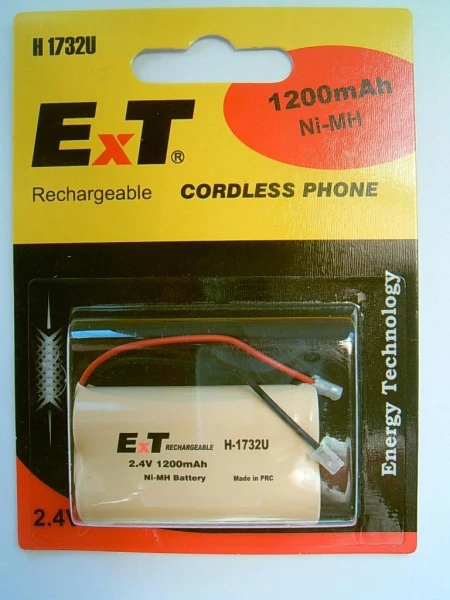 H 1732U
1200mAh
Ni-MH
ExT®
Rechargeable
CORDLESS PHONE
Energy Technology
ExT RECHARGEABLE H-1732U
2.4V 1200mAh
Ni-MH Battery Made in PRC
2.4V